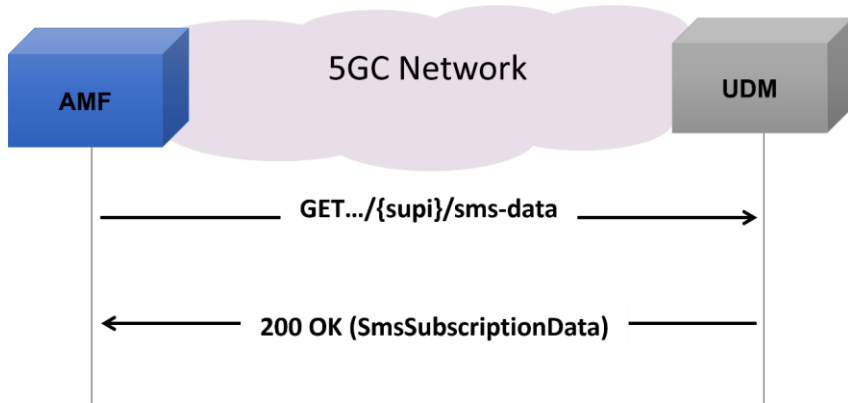 5GC Network
AMF
UDM
GET.../{supi}/sms-data
200 OK (SmsSubscriptionData)